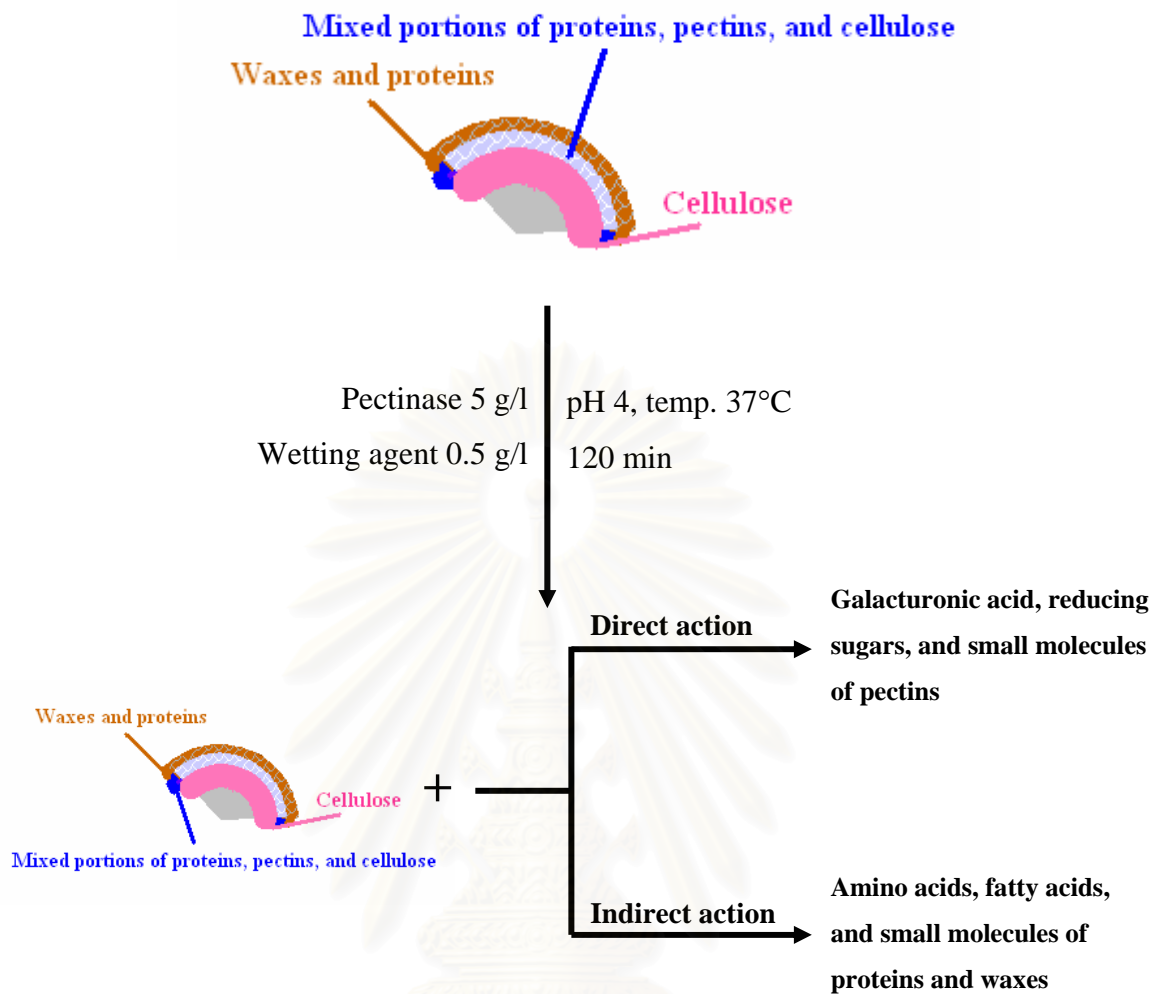 Mixed portions of proteins, pectins, and cellulose
Waxes and proteins
Cellulose
Pectinase 5 g/l
pH 4, temp. 37°C
Wetting agent 0.5 g/l
120 min
Direct action
Galacturonic acid, reducing
sugars, and small molecules
of pectins
Waxes and proteins
Cellulose
+
Mixed portions of proteins, pectins, and cellulose
Indirect action
Amino acids, fatty acids,
and small molecules of
proteins and waxes